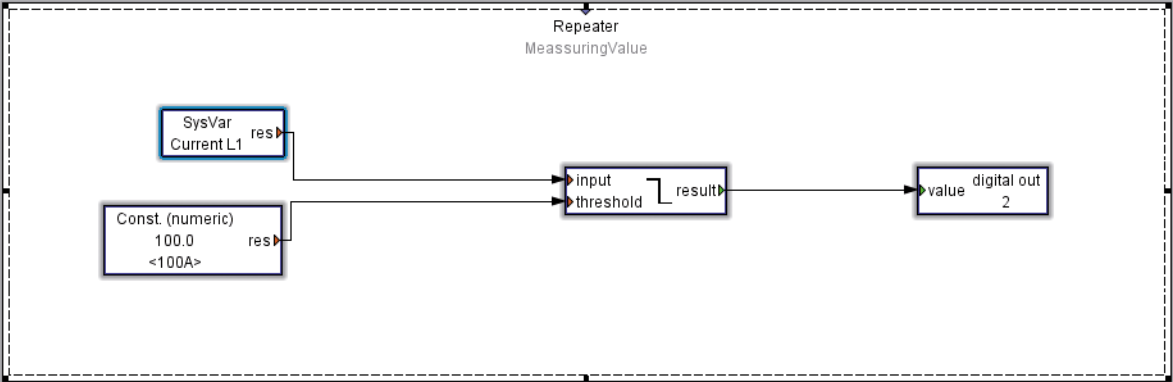 Repeater
MeassuringValue
SysVar
Current L1
res
Const. (numeric)
100.0
<100A>
res
input
threshold
result
value
digital out
2